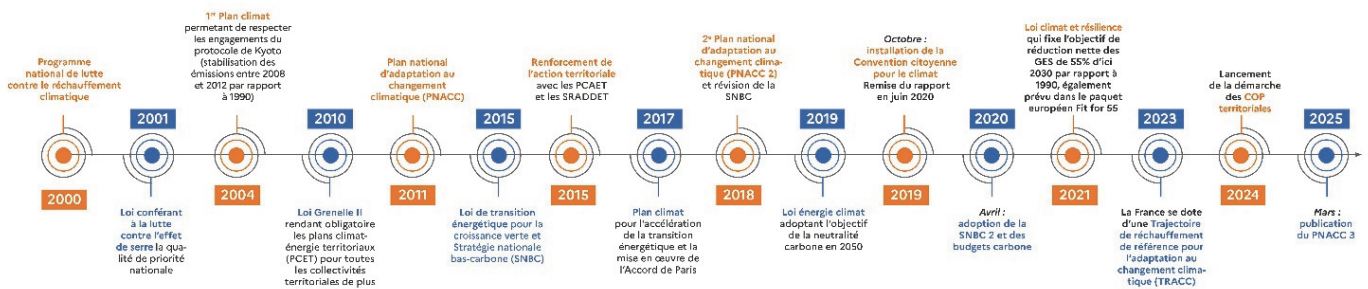 Programme
national de lutte
contre le réchauffement
climatique
2000
2001
Loi conférant
à la lutte
contre l'effet
de serre la qua-
lité de priorité
nationale
1er Plan climat
permetant de respecter
les engagements du
protocole de Kyoto
(stabilisation des
émissions entre 2008
et 2012 par rapport
à 1990)
2004
2010
Loi Grenelle II
rendant obligatoire
les plans climat-
énergie territoriaux
(PCET) pour toutes
les collectivités
territoriales de plus
Plan national
d'adaptation au
changement
climatique (PNACC)
2011
2015
Loi de transition
énergétique pour la
croissance verte et
Stratégie nationale
bas-carbone (SNBC)
Renforcement de
l'action territoriale
avec les PCAET
et les SRADDET
2015
2017
Plan climat
pour l'accélération
de la transition
énergétique et la
mise en œuvre de
l'Accord de Paris
2e Plan national
d'adaptation au
changement clima-
tique (PNACC 2)
et révision de la
SNBC
2018
2019
Loi énergie climat
adoptant l'objectif
de la neutralité
carbone en 2050
Octobre :
installation de la
Convention citoyenne
pour le climat
Remise du rapport
en juin 2020
2019
2020
Avril :
adoption de la
SNBC 2 et des
budgets carbone
Loi climat et résilience
qui fixe l'objectif de
réduction nette des
GES de 55% d'ici
2030 par rapport à
1990, également
prévu dans le paquet
européen Fit for 55
2021
2023
La France se dote
d'une Trajectoire
de réchauffement
de référence pour
l'adaptation au
changement clima-
tique (TRACC)
Lancement
de la démarche
des COP
territoriales
2024
2025
Mars :
publication
du PNACC 3